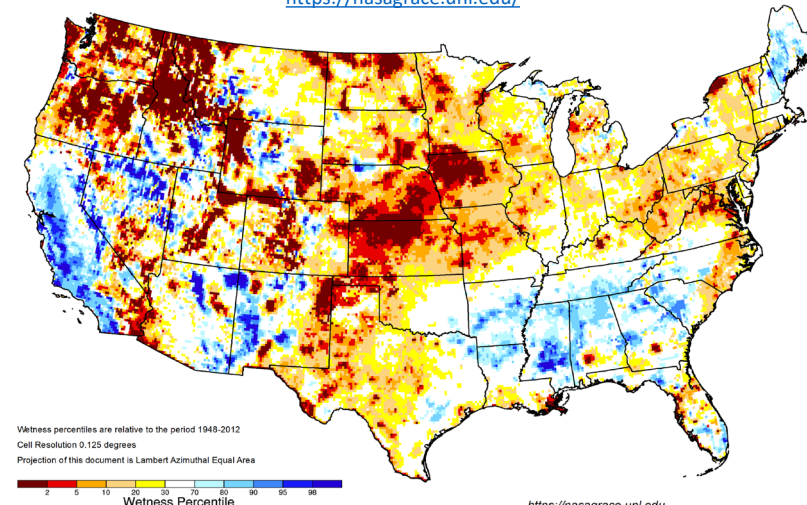 https://nasagrace.unl.edu/
Wetness percentiles are relative to the period 1948-2012
Cell Resolution 0.125 degrees
Projection of this document is Lambert Azimuthal Equal Area
2 5 10 20 30 70 80 90 95 98
Wetness Percentile
https://nasagrace.unl.edu